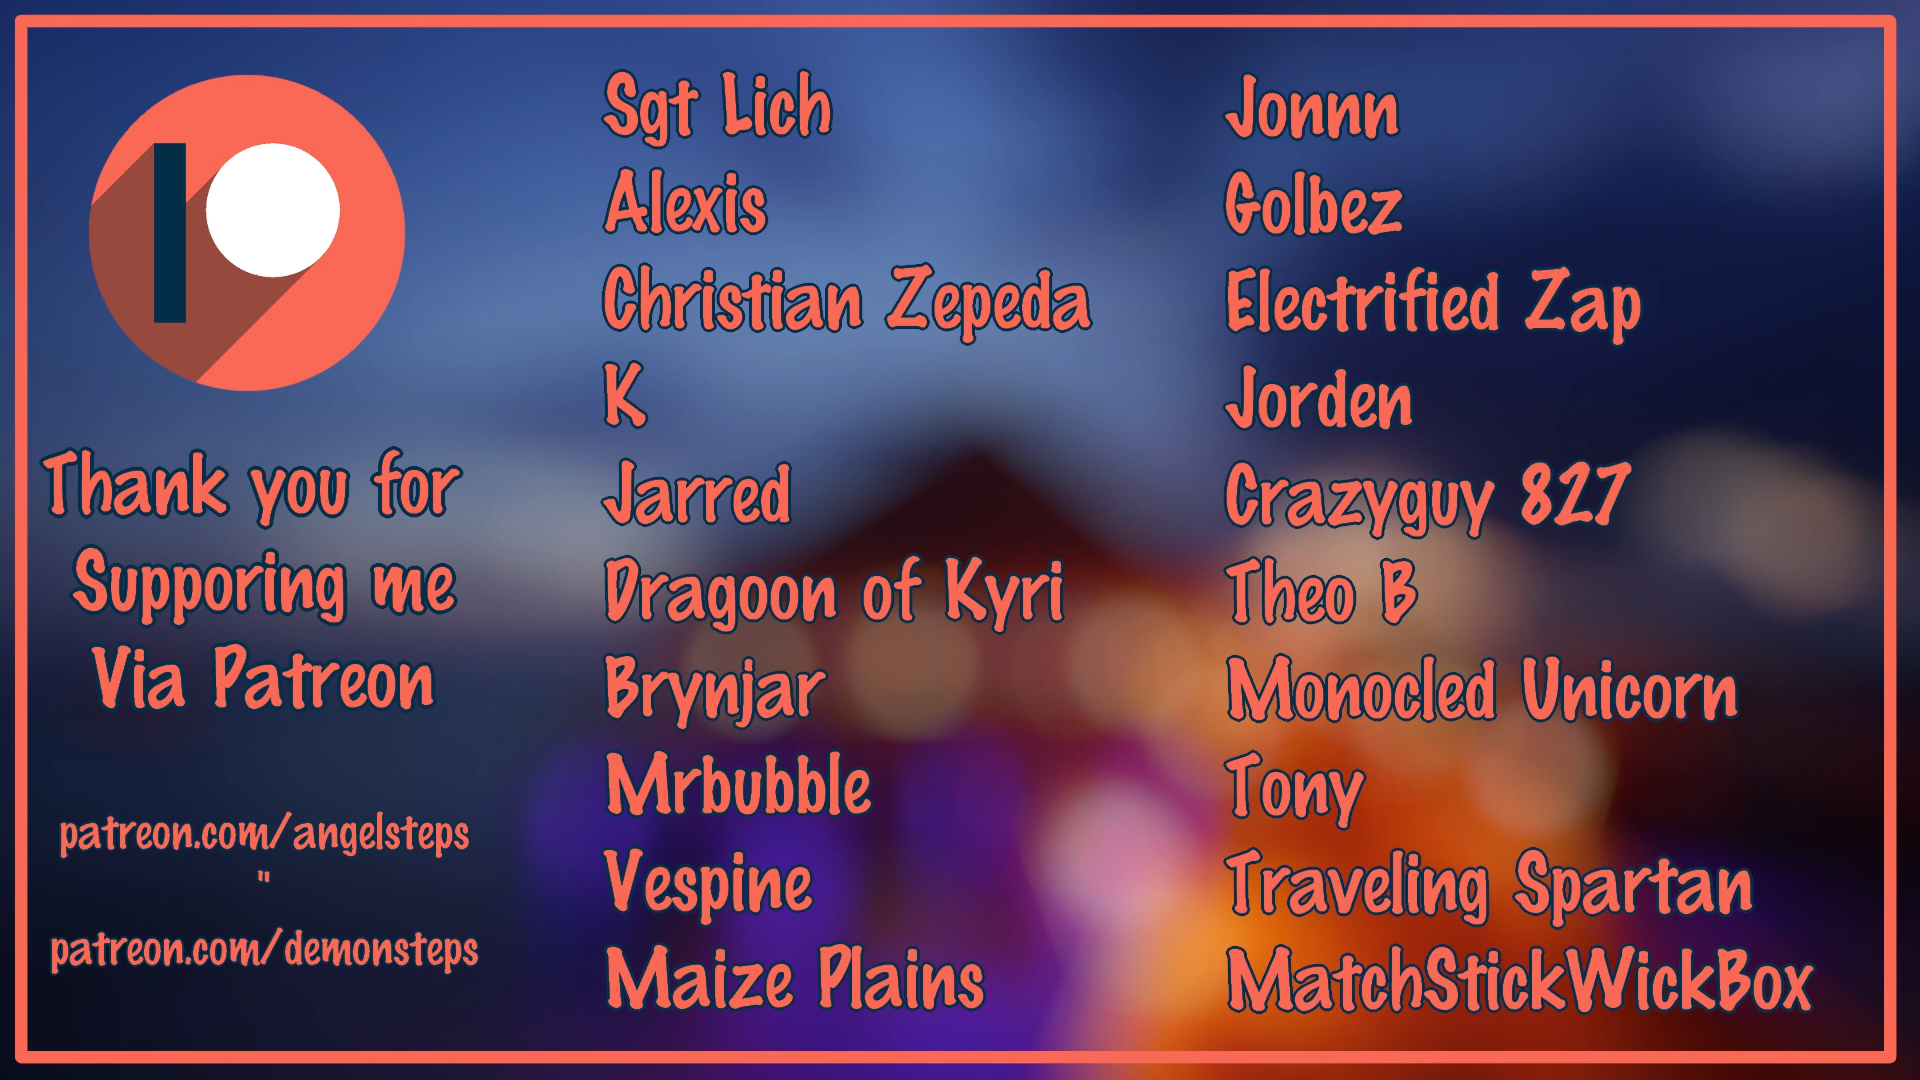 Thank you for
Supporing me
Via Patreon
patreon.com/angelsteps
"
patreon.com/demonsteps
Sgt Lich
Alexis
Christian Zepeda
K
Jarred
Dragoon of Kyri
Brynjar
Mrbubble
Vespine
Maize Plains
Jonnn
Golbez
Electrified Zap
Jorden
Crazyguy 827
Theo B
Monocled Unicorn
Tony
Traveling Spartan
MatchStickWickBox